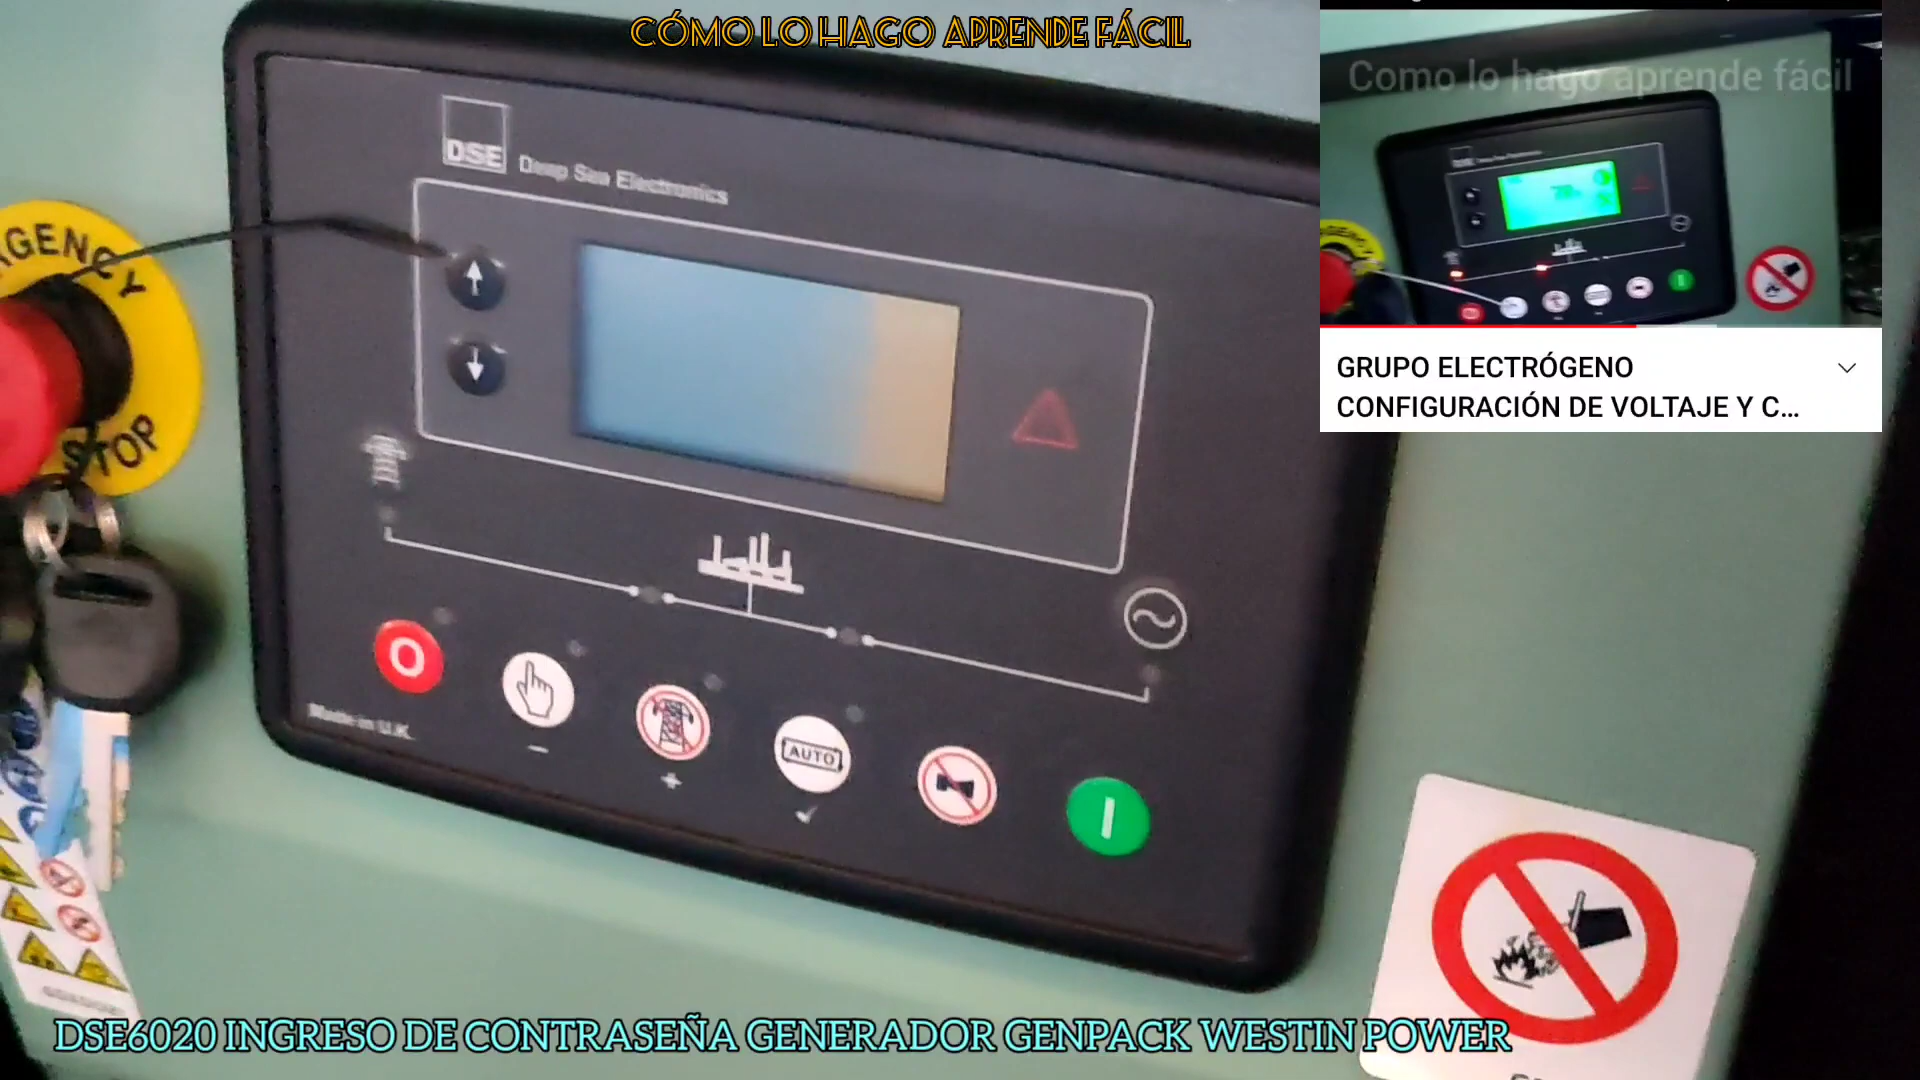 CÓMO LO HAGO APRENDE FÁCIL
Como lo hago aprende fácil
DSE
Deep Sea Electronics
DSE
GRUPO ELECTRÓGENO
CONFIGURACIÓN DE VOLTAJE Y C...
STOP
AUTO
Made in U.K.
DSE6020 INGRESO DE CONTRASEÑA GENERADOR GENPACK WESTIN POWER